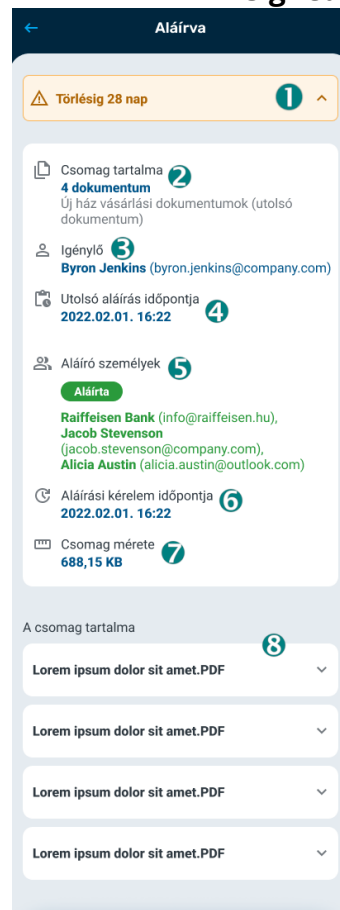 Aláírva
Törlésig 28 nap
1
Csomag tartalma
2
4 dokumentum
Új ház vásárlási dokumentumok (utolsó
dokumentum)
Igénylő
3
Byron Jenkins (byron.jenkins@company.com)
Utolsó aláírás időpontja
4
2022.02.01. 16:22
Aláíró személyek
5
Aláírta
Raiffeisen Bank (info@raiffeisen.hu),
Jacob Stevenson
(jacob.stevenson@company.com),
Alicia Austin (alicia.austin@outlook.com)
Aláírási kérelem időpontja
6
2022.02.01. 16:22
Csomag mérete
7
688,15 KB
A csomag tartalma
8
Lorem ipsum dolor sit amet.PDF
Lorem ipsum dolor sit amet.PDF
Lorem ipsum dolor sit amet.PDF
Lorem ipsum dolor sit amet.PDF